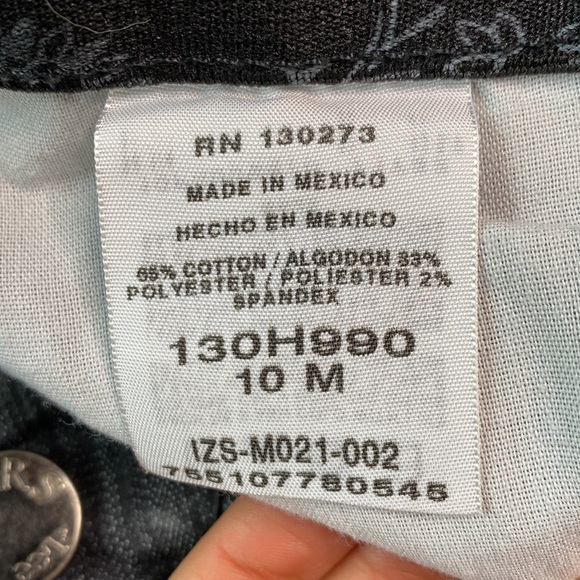 RN 130273
MADE IN MEXICO
HECHO EN MEXICO
65% COTTON / ALGODON 33%
POLYESTER / POLIESTER 2%
SPANDEX
130H990
10 M
IZS-M021-002
755107780545
RS